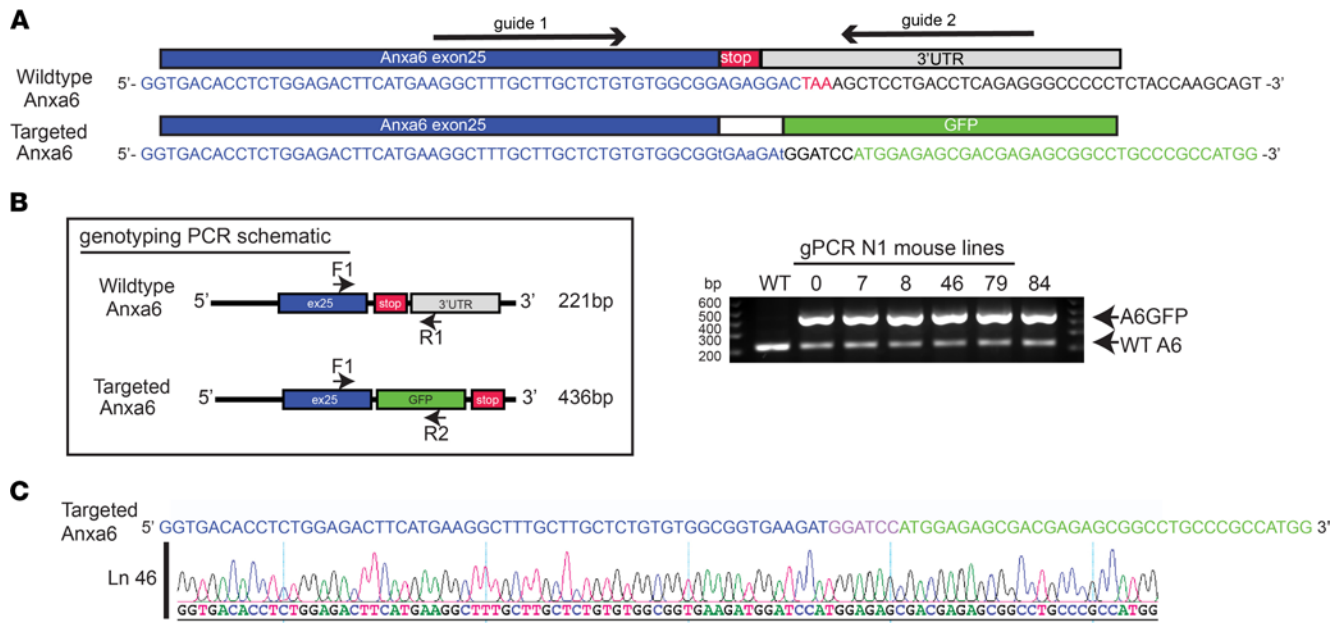 A
guide 1
guide 2
Anxa6 exon25
stop
3'UTR
Wildtype
Anxa6
5'- GGTGACACCTCTGGAGACTTCATGAAGGCTTTGCTTGCTCTGTGTGGCGGAGAGGACTAAAGCTCCTGACCTCAGAGGGCCCCCTCTACCAAGCAGT -3'
Targeted
Anxa6
Anxa6 exon25
GFP
5'- GGTGACACCTCTGGAGACTTCATGAAGGCTTTGCTTGCTCTGTGTGGCGGtGAaGAtGGATCCATGGAGAGCGACGAGAGCGGCCTGCCCGCCATGG -3'
B
genotyping PCR schematic
Wildtype
Anxa6
F1
5'
ex25
stop
3'UTR
3'
221bp
R1
Targeted
Anxa6
F1
5'
ex25
GFP
stop
3'
436bp
R2
gPCR N1 mouse lines
bp
WT
0
7
8
46
79
84
600
500
400
300
200
A6GFP
WT A6
C
Targeted
Anxa6
5' GGTGACACCTCTGGAGACTTCATGAAGGCTTTGCTTGCTCTGTGTGGCGGTGAAGATGGATCCATGGAGAGCGACGAGAGCGGCCTGCCCGCCATGG 3'
Ln 46
GGTGACACCTCTGGAGACTTCATGAAGGCTTTGCTTGCTCTGTGTGGCGGTGAAGATGGATCCATGGAGAGCGACGAGAGCGGCCTGCCCGCCATGG